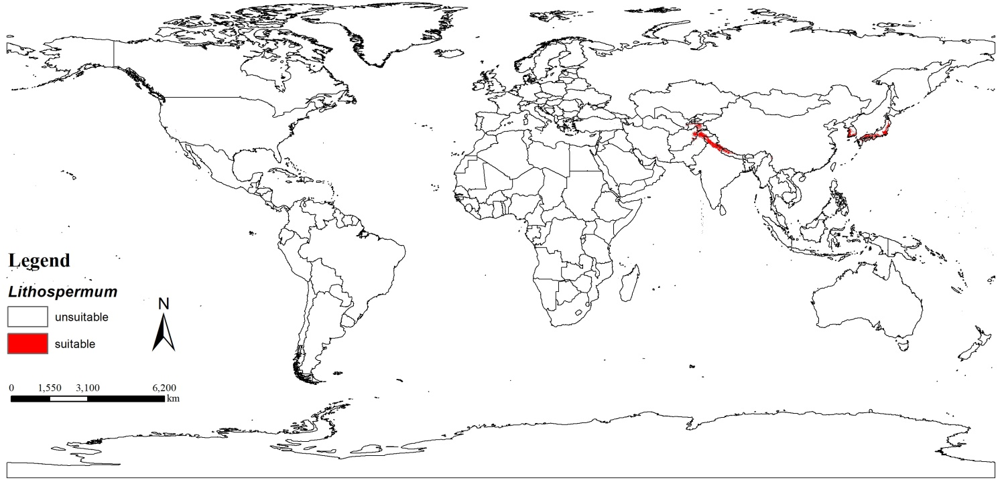 Legend
Lithospermum
unsuitable
suitable
N
0 1,550 3,100 6,200
km